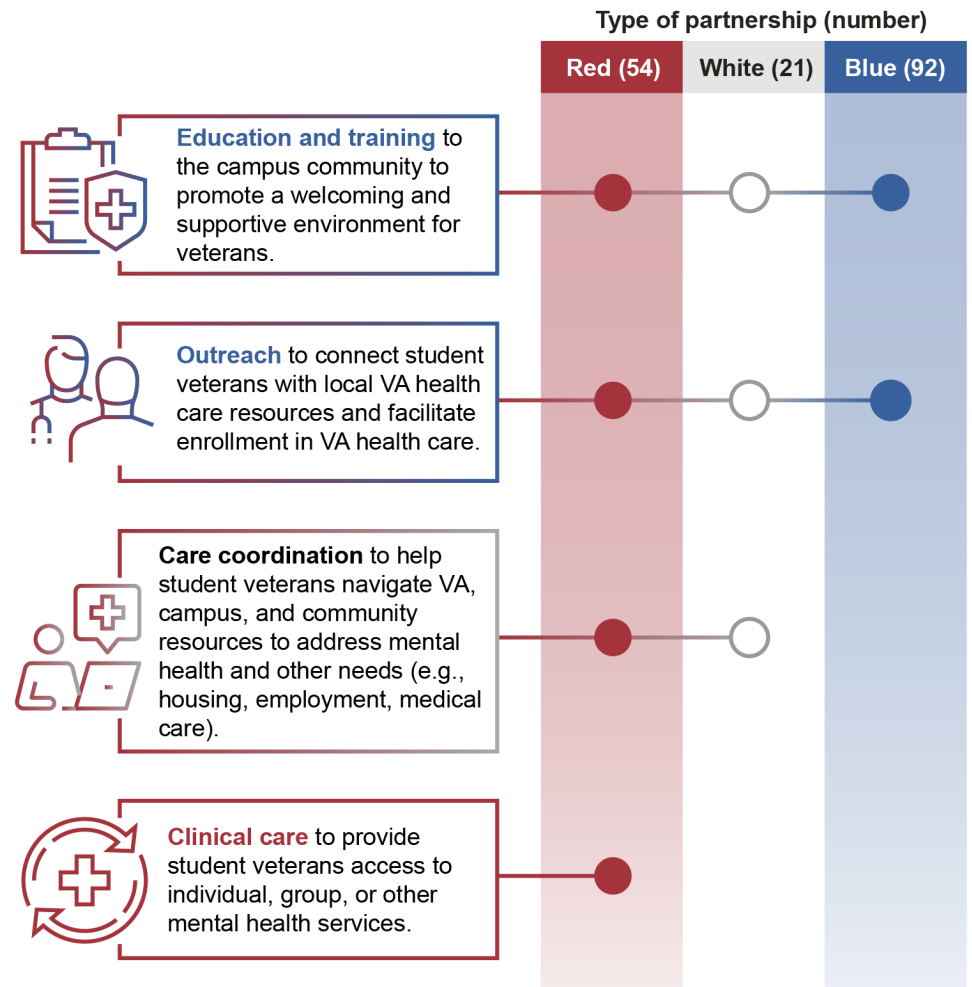 Type of partnership (number)
Red (54) White (21) Blue (92)
Education and training to
the campus community to
promote a welcoming and
supportive environment for
veterans.
Outreach to connect student
veterans with local VA health
care resources and facilitate
enrollment in VA health care.
Care coordination to help
student veterans navigate VA,
campus, and community
resources to address mental
health and other needs (e.g.,
housing, employment, medical
care).
Clinical care to provide
student veterans access to
individual, group, or other
mental health services.